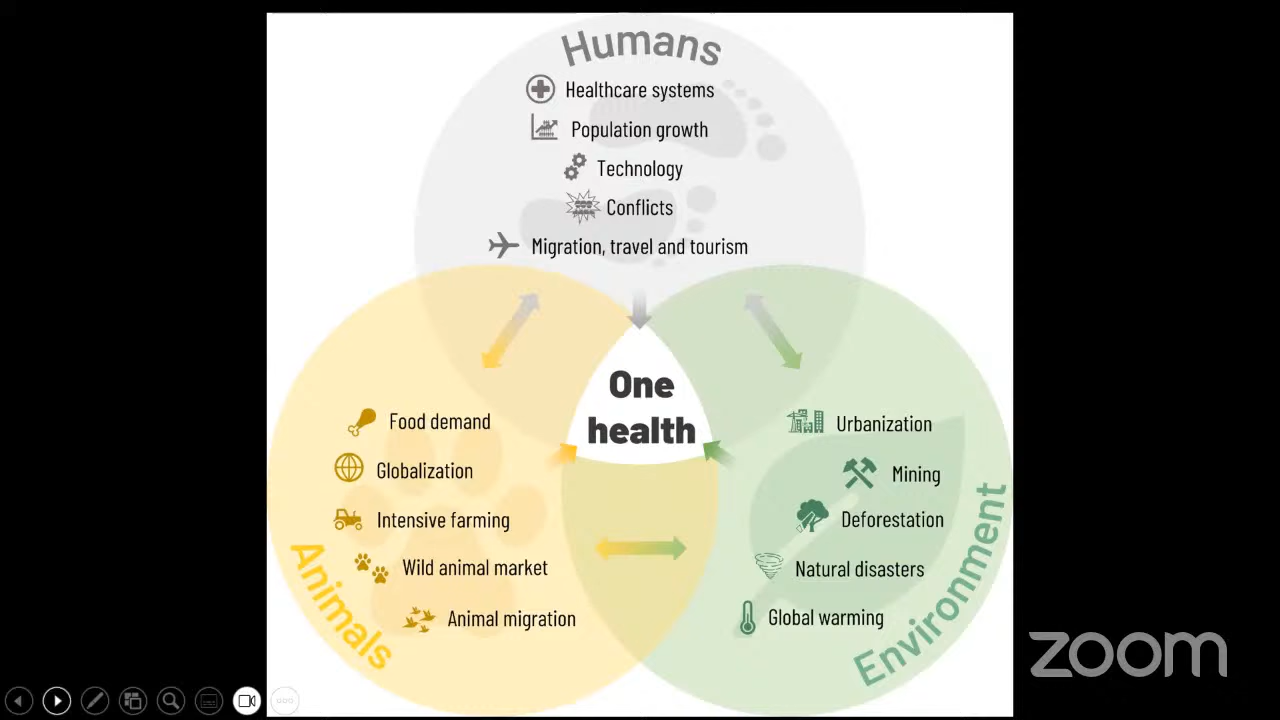 Humans
Healthcare systems
Population growth
Technology
Conflicts
Migration, travel and tourism
One
health
Food demand
Globalization
Intensive farming
Wild animal market
Animal migration
Animals
Urbanization
Mining
Deforestation
Natural disasters
Global warming
Environment
zoom